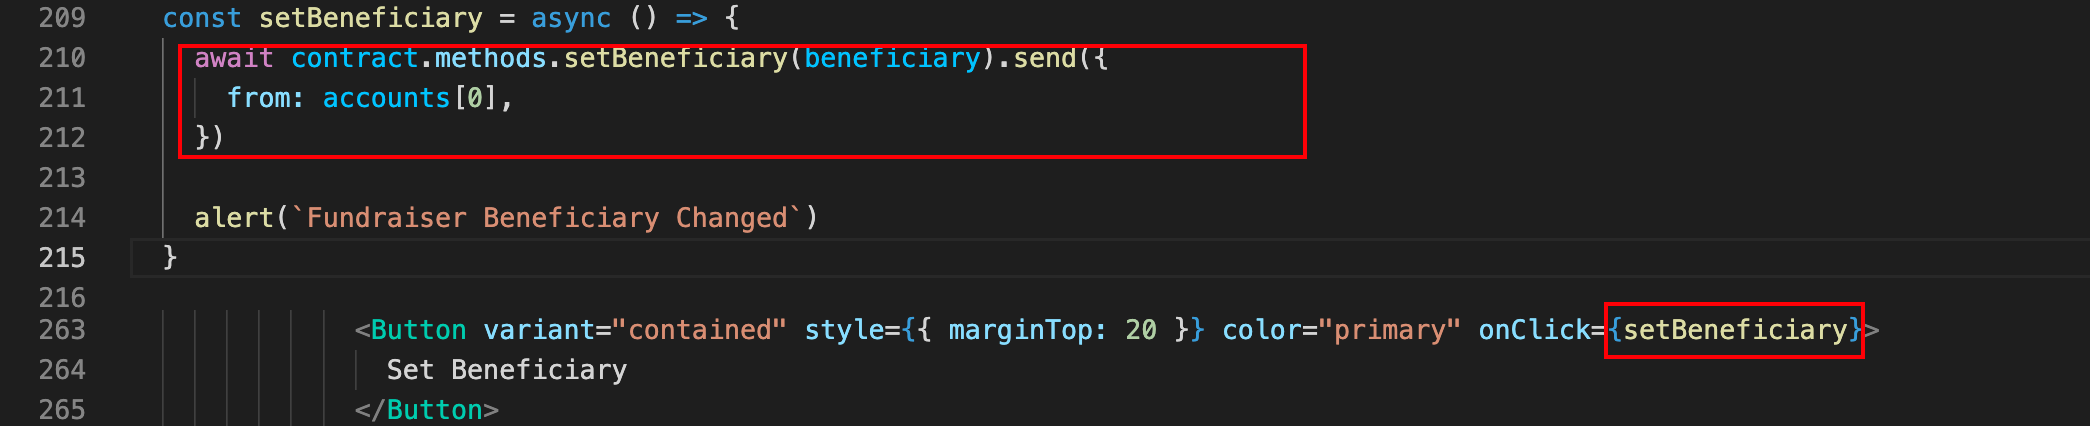 209 const setBeneficiary = async () => {
210 await contract.methods.setBeneficiary(beneficiary).send({
211 from: accounts[0],
212 })
213
214 alert(`Fundraiser Beneficiary Changed`)
215 }
216
263 <Button variant="contained" style={{ marginTop: 20 }} color="primary" onClick={setBeneficiary}>
264 Set Beneficiary
265 </Button>